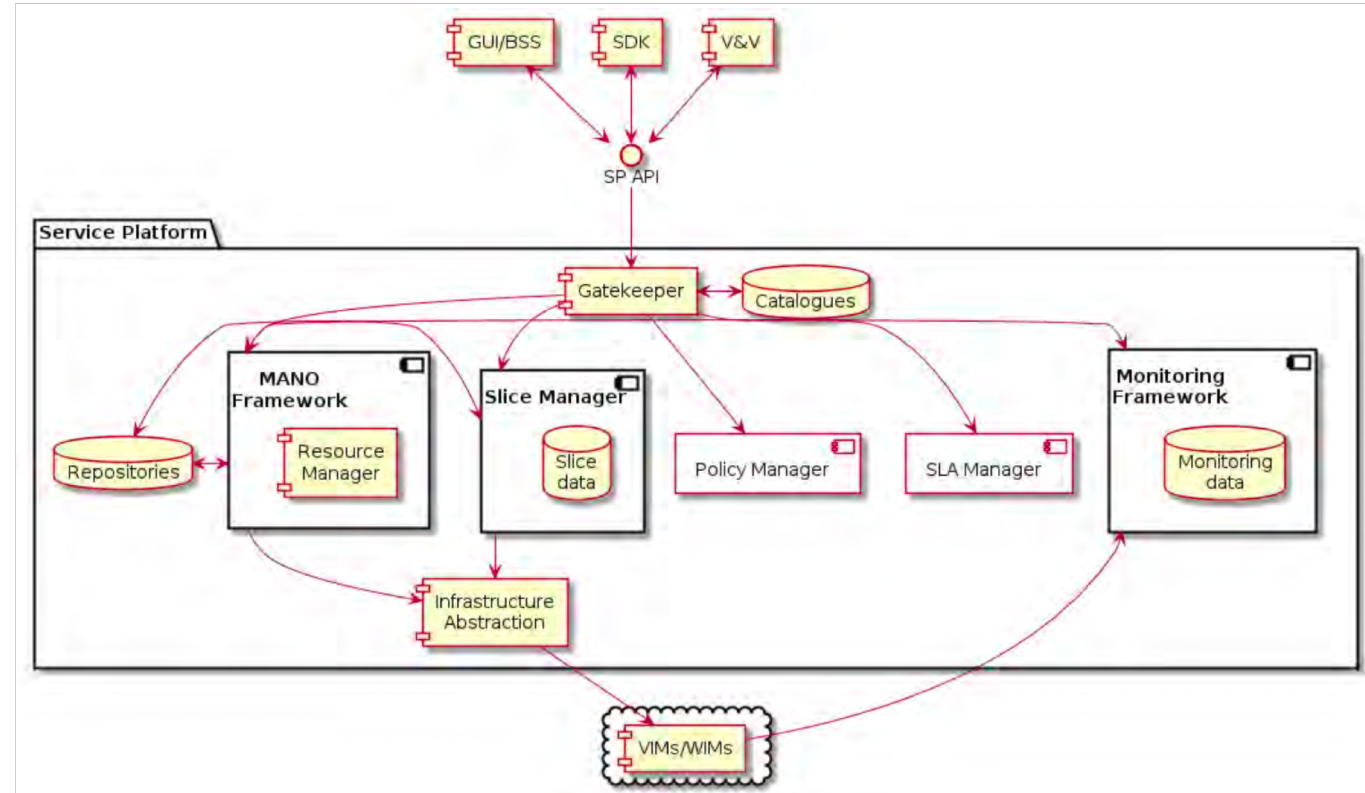 GUI/BSS
SDK
V&V
SP API
Service Platform
Gatekeeper
Catalogues
MANO
Framework
Resource
Manager
Repositories
Slice Manager
Slice
data
Policy Manager
SLA Manager
Monitoring
Framework
Monitoring
data
Infrastructure
Abstraction
VIMs/WIMs